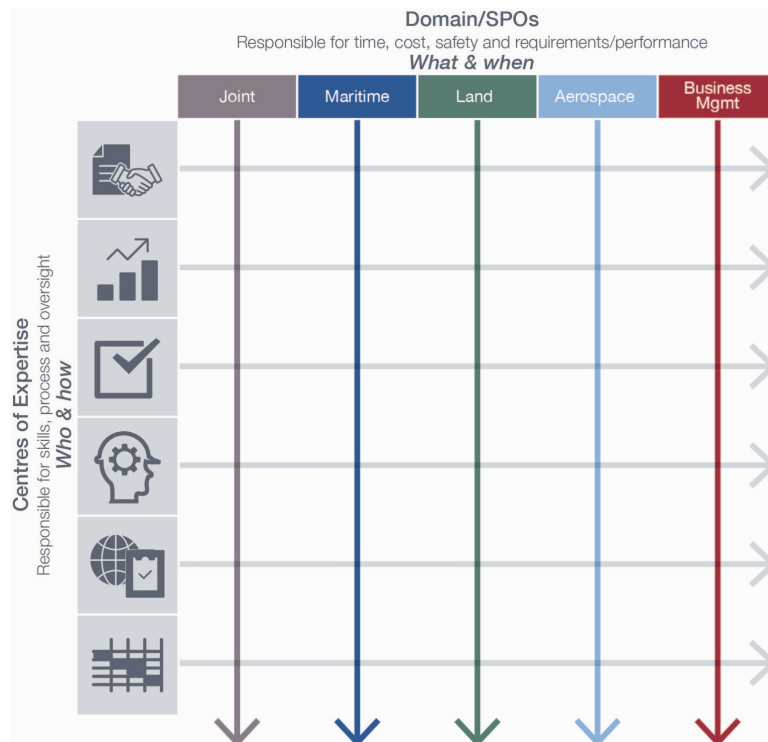 Domain/SPOs
Responsible for time, cost, safety and requirements/performance
What & when
Joint
Maritime
Land
Aerospace
Business
Mgmt
Centres of Expertise
Responsible for skills, process and oversight
Who & how